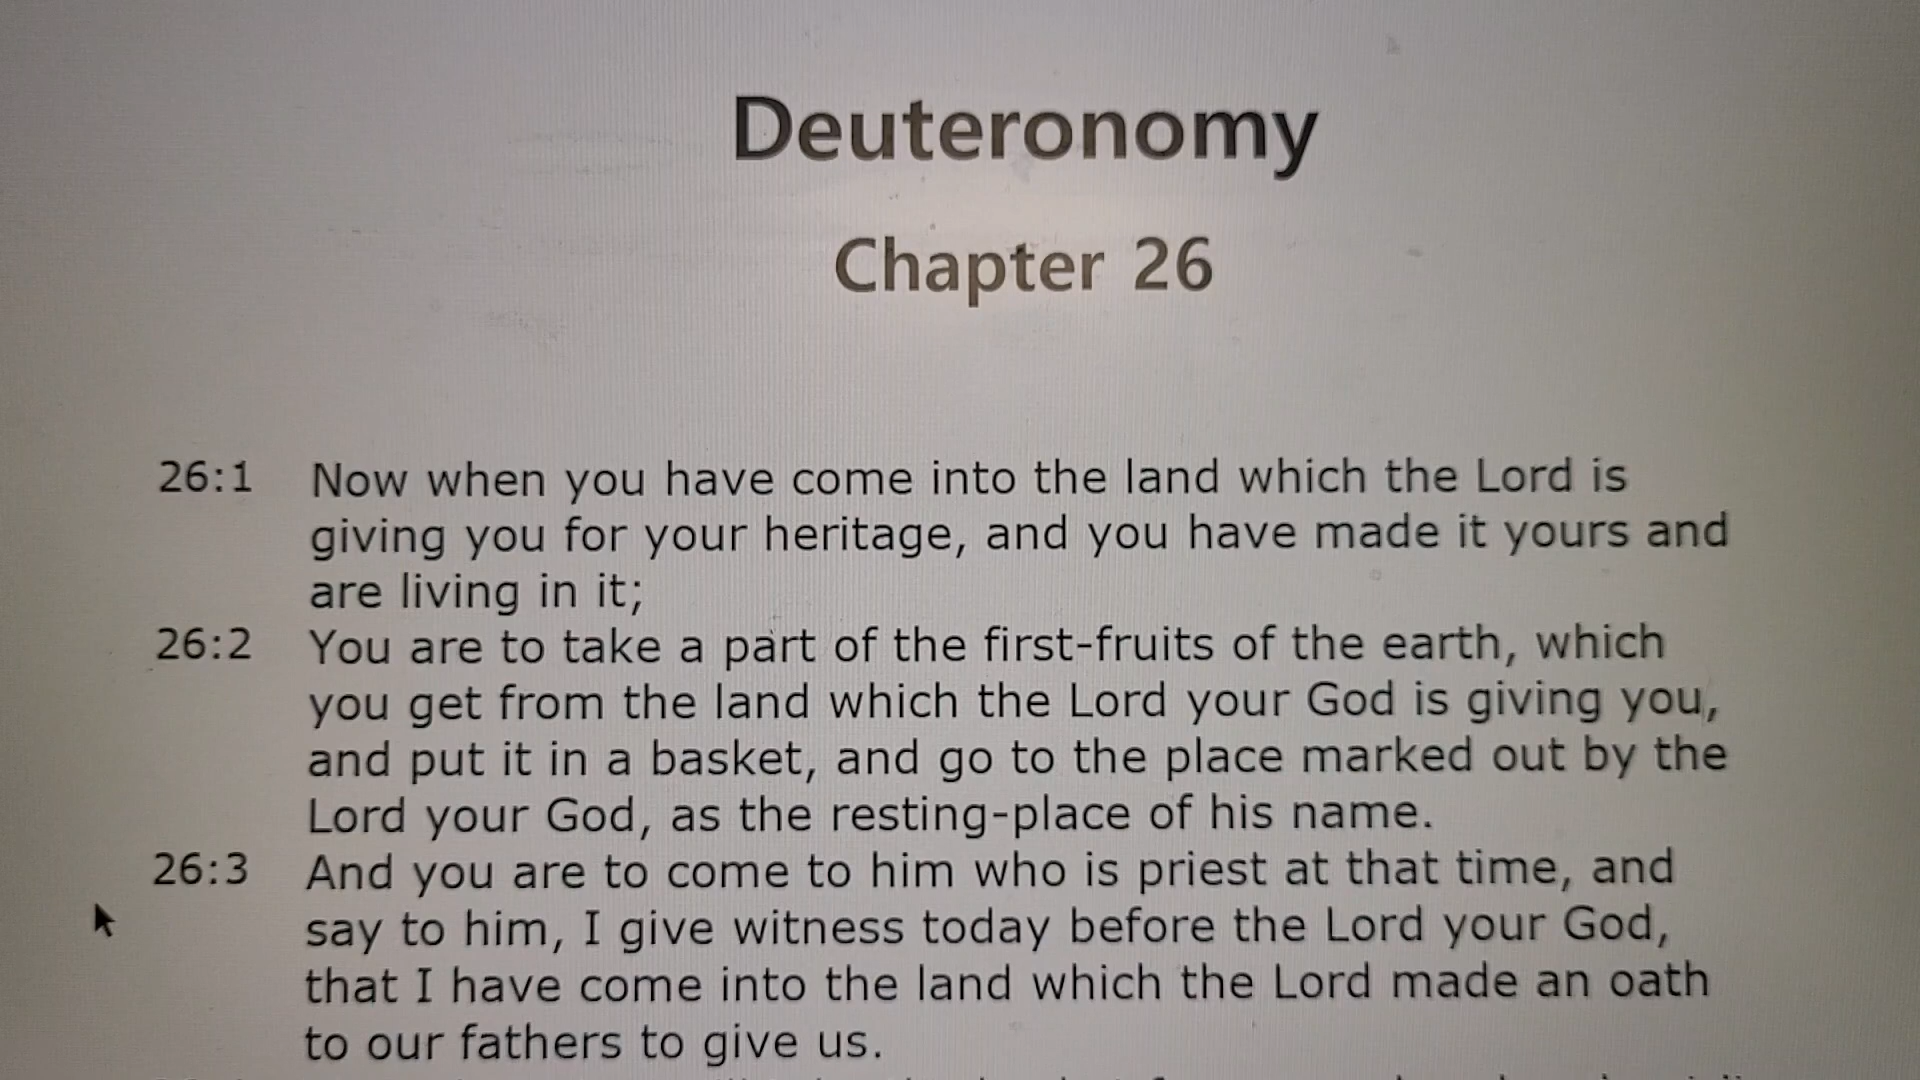 Deuteronomy
Chapter 26
26:1 Now when you have come into the land which the Lord is
giving you for your heritage, and you have made it yours and
are living in it;
26:2 You are to take a part of the first-fruits of the earth, which
you get from the land which the Lord your God is giving you,
and put it in a basket, and go to the place marked out by the
Lord your God, as the resting-place of his name.
26:3 And you are to come to him who is priest at that time, and
say to him, I give witness today before the Lord your God,
that I have come into the land which the Lord made an oath
to our fathers to give us.